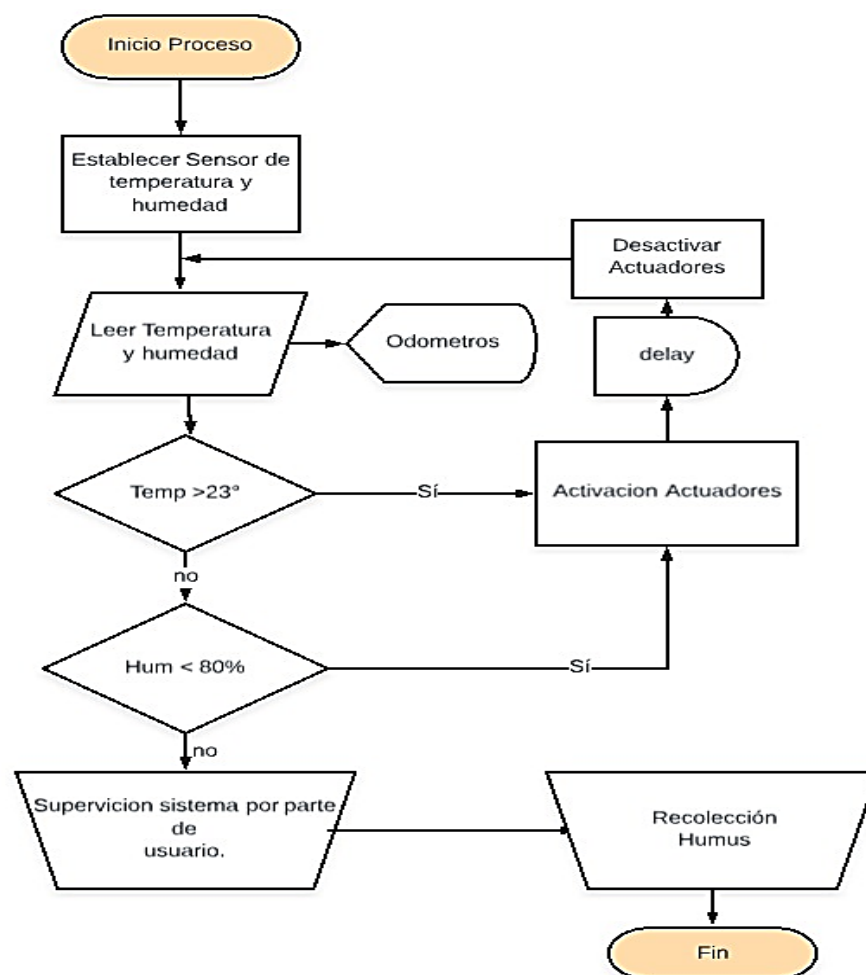 Inicio Proceso
Establecer Sensor de
temperatura y
humedad
Desactivar
Actuadores
Leer Temperatura
y humedad
Odometros
delay
Temp >23°
Sí
Activacion Actuadores
no
Hum < 80%
Sí
no
Supervicion sistema por parte
de
usuario.
Recolección
Humus
Fin